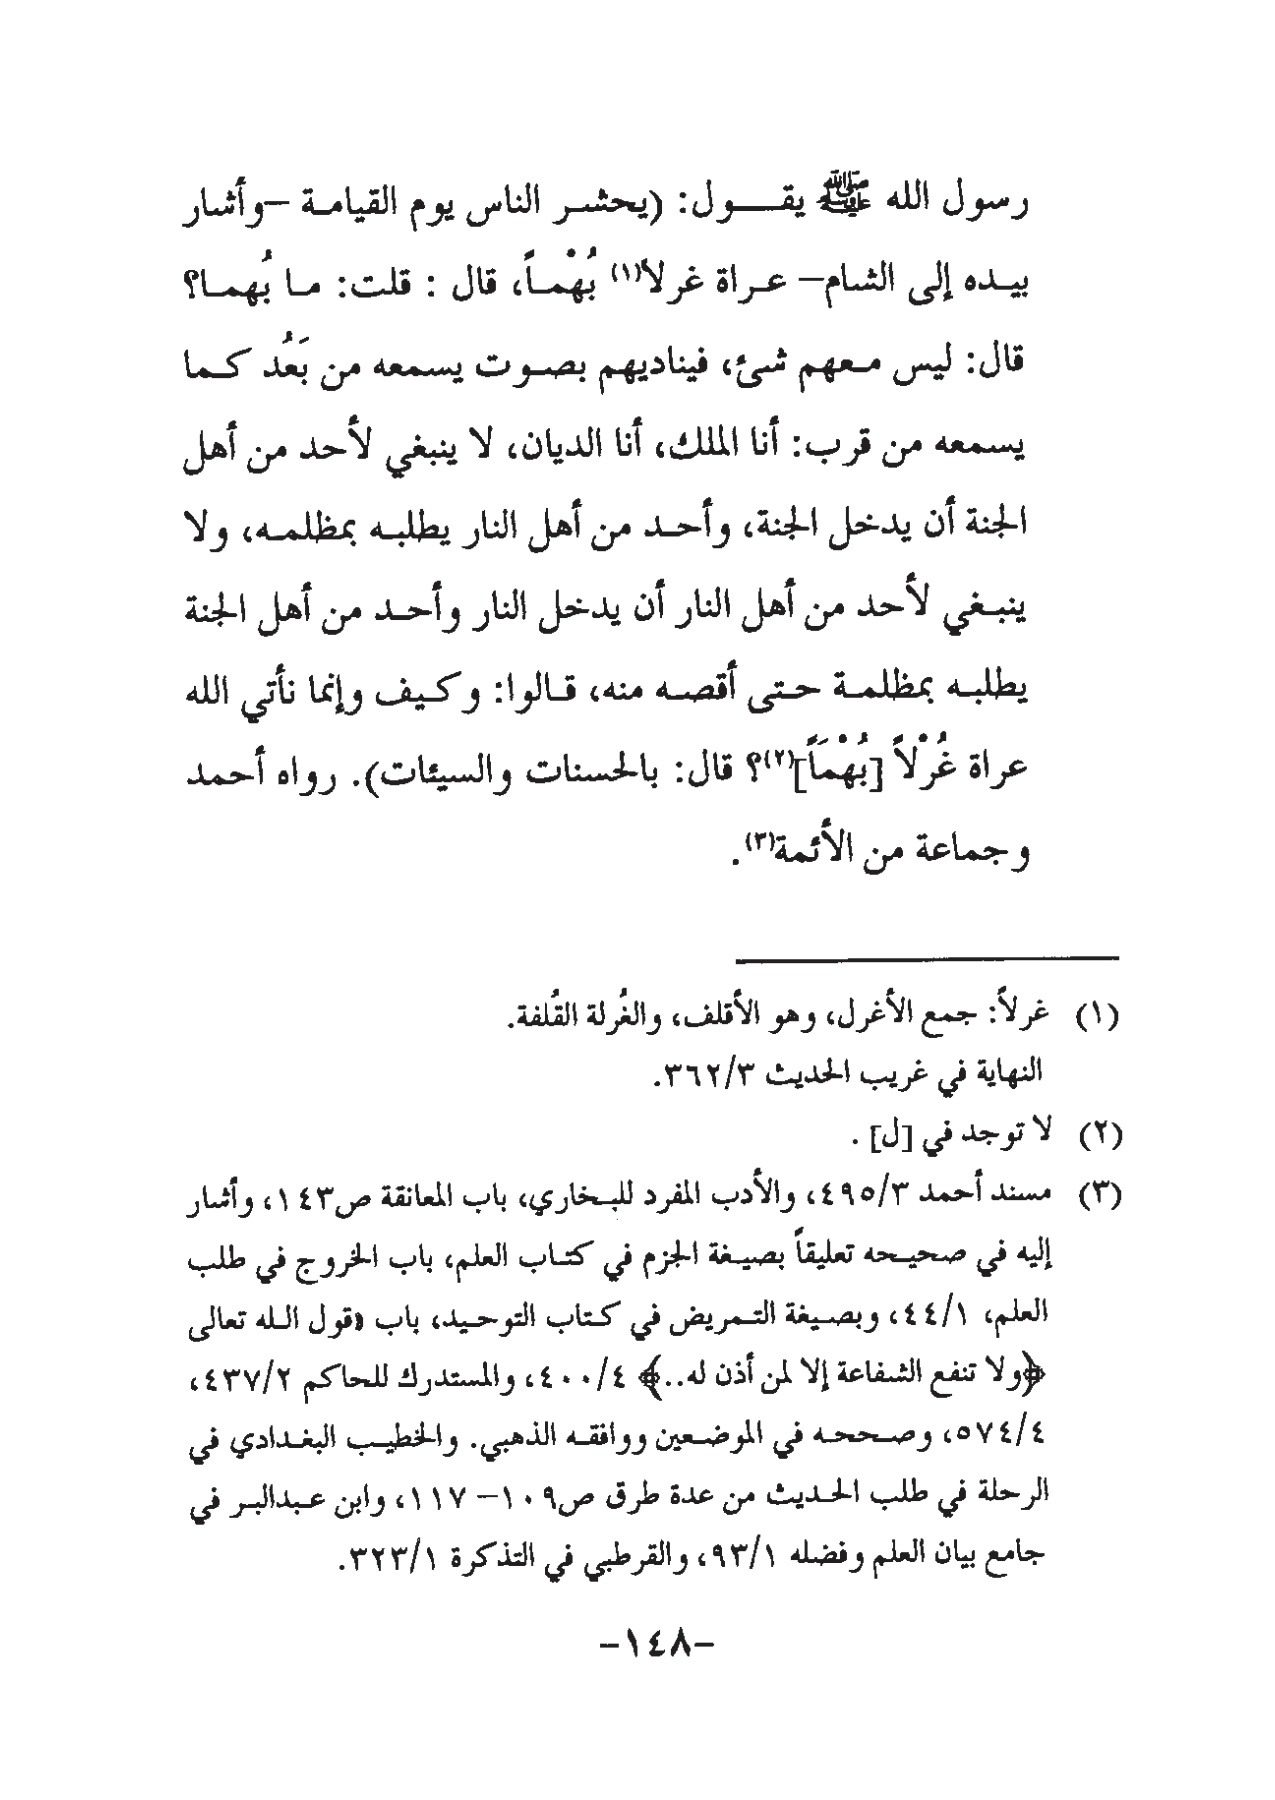 رسول الله ﷺ يقـــول: (يحشر الناس يوم القيامة –وأشار
بيده إلى الشام– عراة غرلاً(١) بُهْماً، قال : قلت: ما بُهما؟
قال: ليس معهم شئ، فيناديهم بصوت يسمعه من بَعُد كما
يسمعه من قرب: أنا الملك، أنا الديان، لا ينبغي لأحد من أهل
الجنة أن يدخل الجنة، وأحد من أهل النار يطلبه بمظلمه، ولا
ينبغي لأحد من أهل النار أن يدخل النار وأحد من أهل الجنة
يطلبه بمظلمة حتى أقصه منه، قالوا: وكيف وإنما نأتي الله
عراة غُرْلاً [بُهْمَاً](٢)؟ قال: بالحسنات والسيئات). رواه أحمد
وجماعة من الأئمة(٣).
(١) غرلاً: جمع الأغرل، وهو الأقلف، والغُرلة القُلفة.
النهاية في غريب الحديث ٣٦٢/٣.
(٢) لا توجد في [ل] .
(٣) مسند أحمد ٤٩٥/٣، والأدب المفرد للبخاري، باب المعانقة ص١٤٣، وأشار
إليه في صحيحه تعليقاً بصيغة الجزم في كتاب العلم، باب الخروج في طلب
العلم، ٤٤/١، وبصيغة التمريض في كتاب التوحيد، باب «قول الله تعالى
﴿ولا تنفع الشفاعة إلا لمن أذن له..﴾ ٤٠٠/٤، والمستدرك للحاكم ٤٣٧/٢،
٥٧٤/٤، وصححه في الموضعين ووافقه الذهبي. والخطيب البغدادي في
الرحلة في طلب الحديث من عدة طرق ص١٠٩– ١١٧، وابن عبدالبر في
جامع بيان العلم وفضله ٩٣/١، والقرطبي في التذكرة ٣٢٣/١.
–١٤٨–